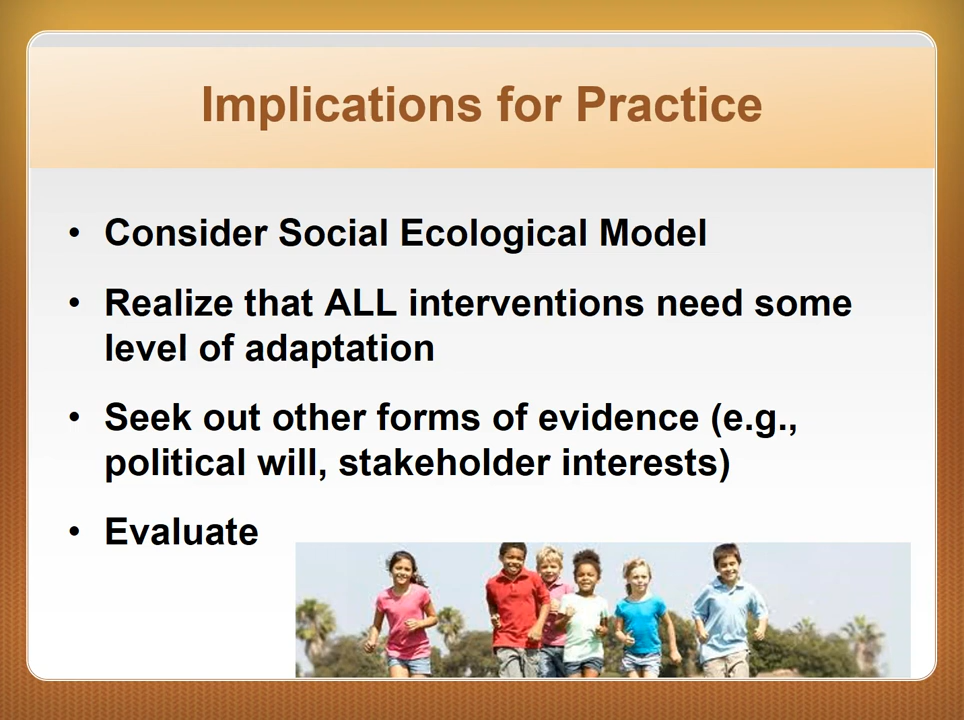 Implications for Practice
• Consider Social Ecological Model
• Realize that ALL interventions need some
level of adaptation
• Seek out other forms of evidence (e.g.,
political will, stakeholder interests)
• Evaluate